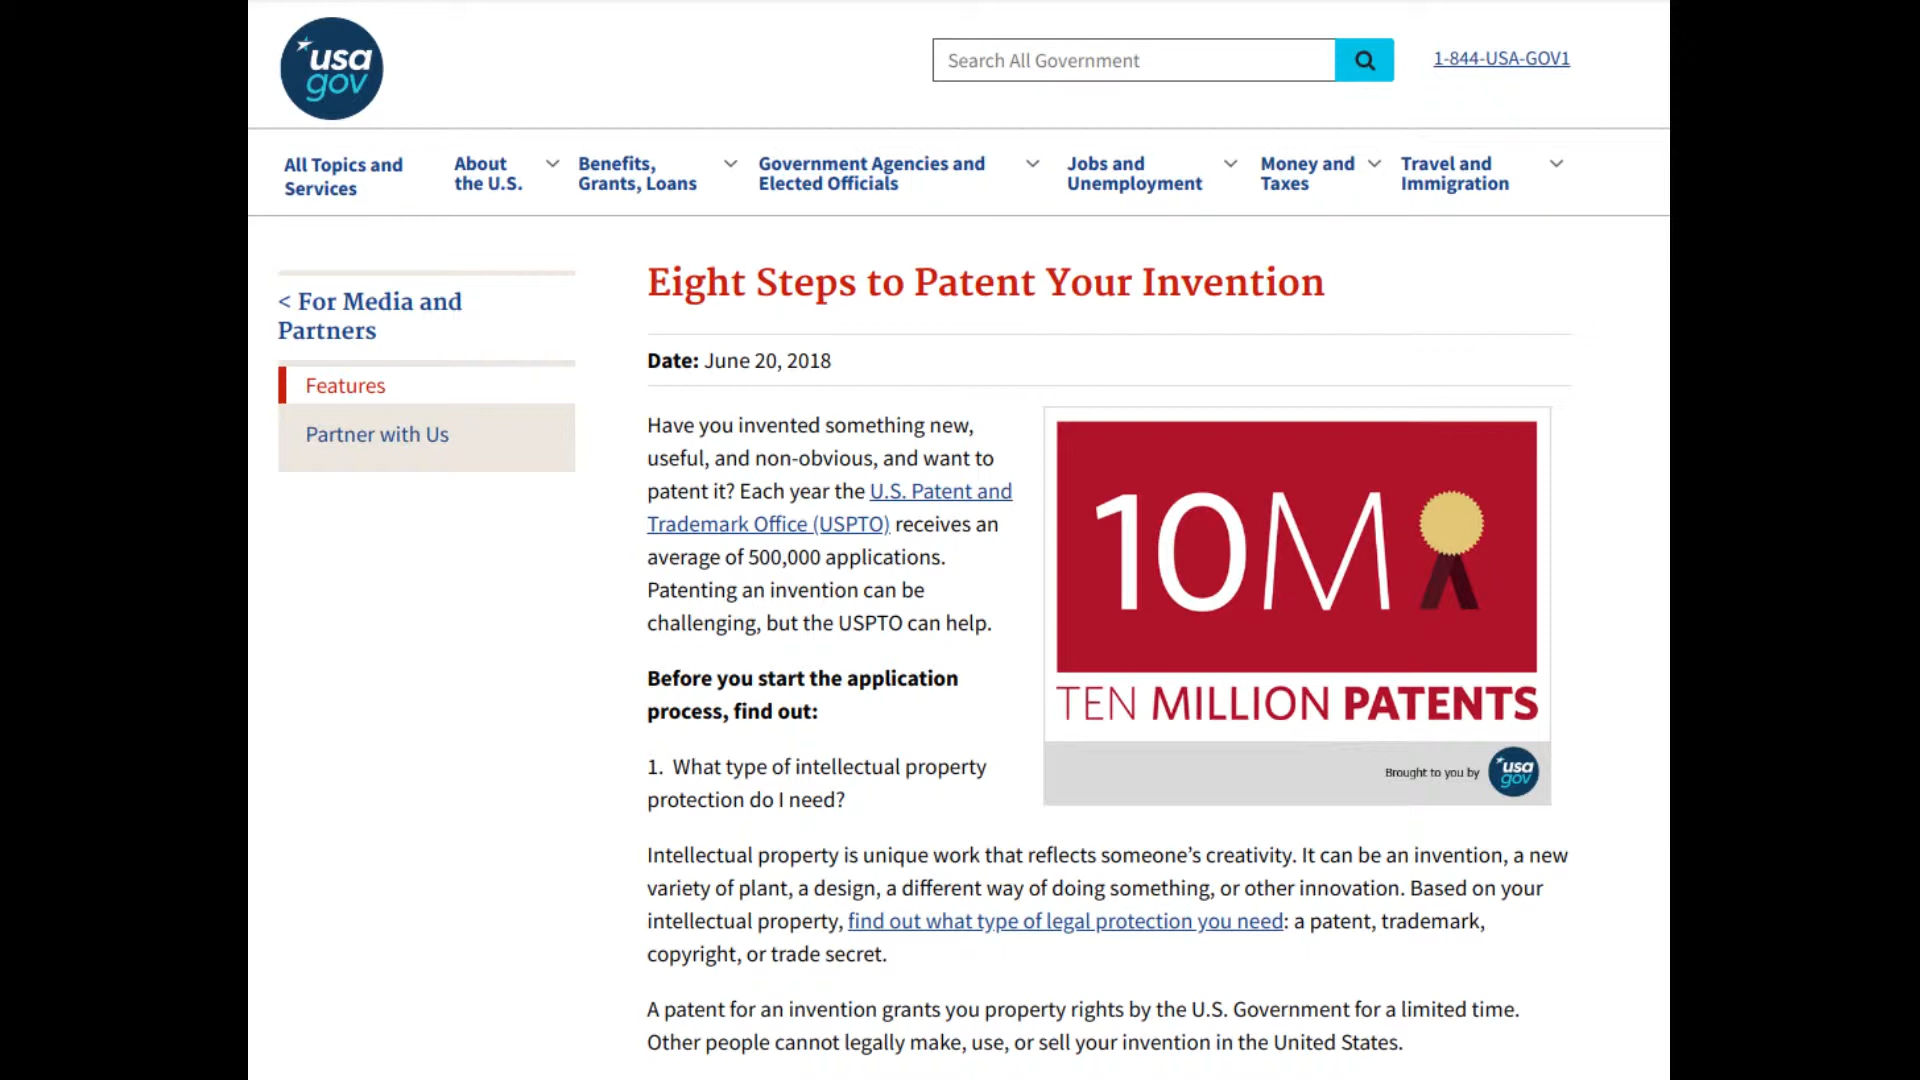 usa
gov
Search All Government
1-844-USA-GOV1
All Topics and
Services
About
the U.S.
Benefits,
Grants, Loans
Government Agencies and
Elected Officials
Jobs and
Unemployment
Money and
Taxes
Travel and
Immigration
< For Media and
Partners
Features
Partner with Us
Eight Steps to Patent Your Invention
Date: June 20, 2018
Have you invented something new,
useful, and non-obvious, and want to
patent it? Each year the U.S. Patent and
Trademark Office (USPTO) receives an
average of 500,000 applications.
Patenting an invention can be
challenging, but the USPTO can help.
10M
TEN MILLION PATENTS
Brought to you by
usa
gov
Before you start the application
process, find out:
1. What type of intellectual property
protection do I need?
Intellectual property is unique work that reflects someone’s creativity. It can be an invention, a new
variety of plant, a design, a different way of doing something, or other innovation. Based on your
intellectual property, find out what type of legal protection you need: a patent, trademark,
copyright, or trade secret.
A patent for an invention grants you property rights by the U.S. Government for a limited time.
Other people cannot legally make, use, or sell your invention in the United States.